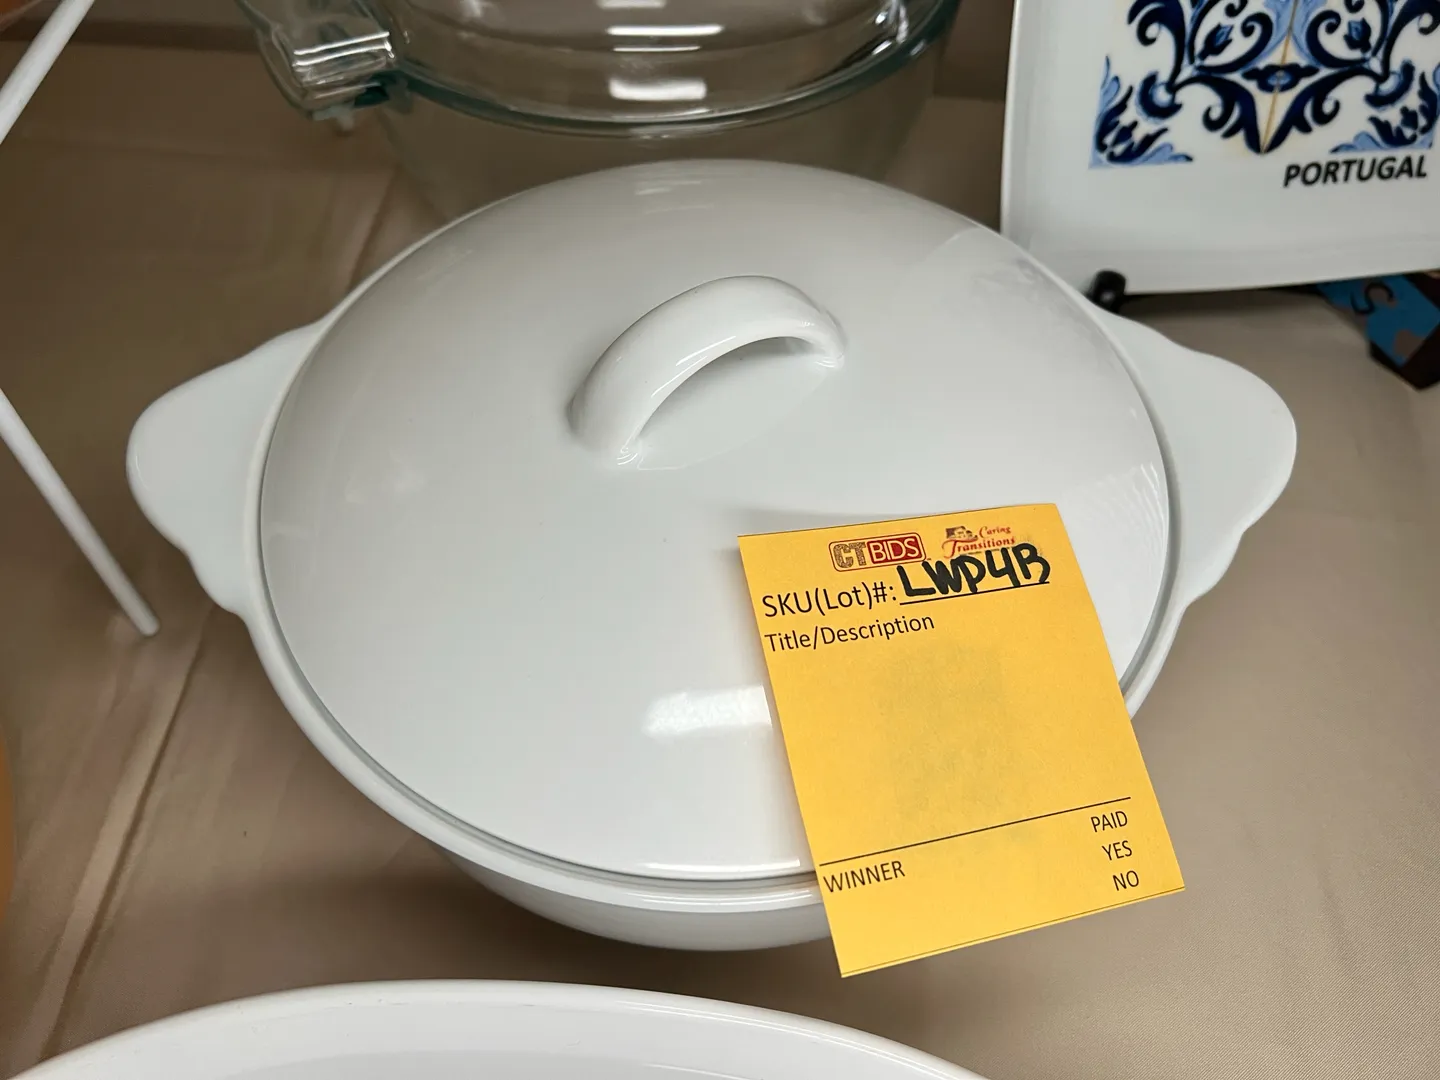 PORTUGAL
CTBIDS
Caring
Transitions
SKU(Lot)#: LWP4B
Title/Description
PAID
YES
WINNER
NO